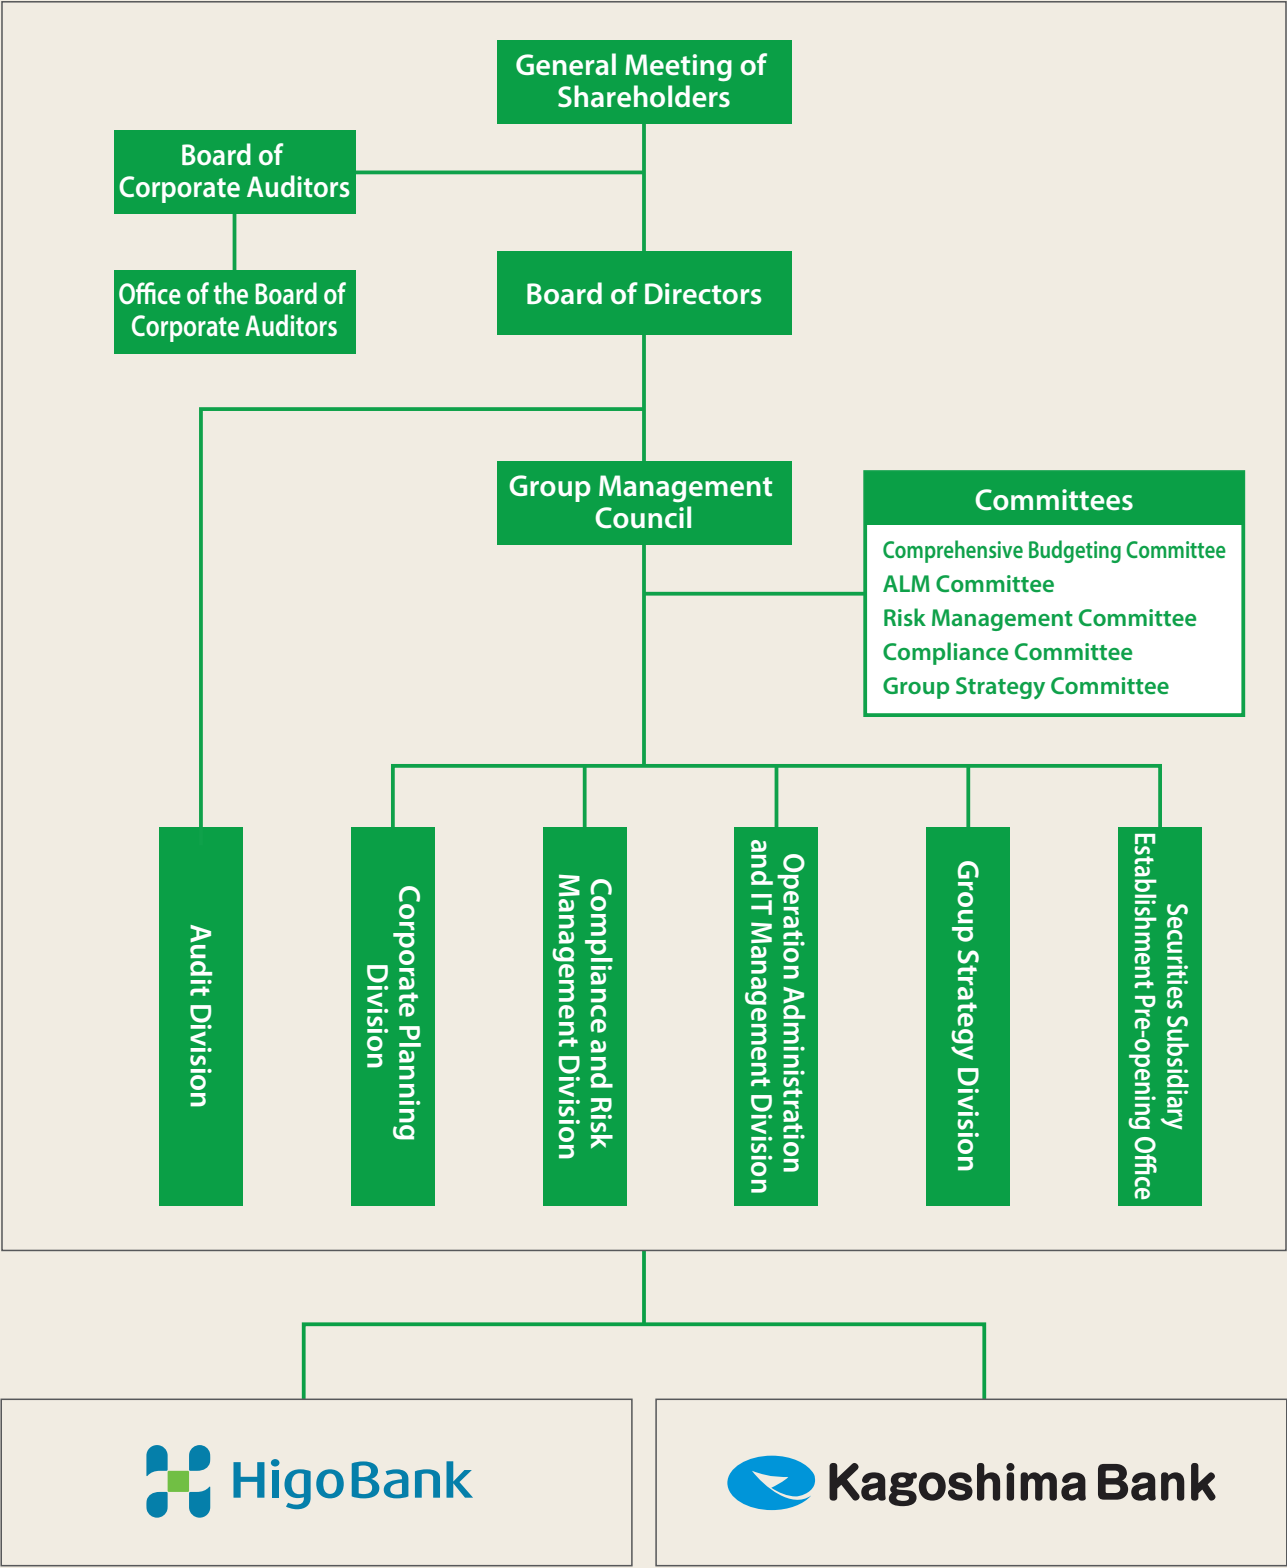 General Meeting of
Shareholders
Board of
Corporate Auditors
Office of the Board of
Corporate Auditors
Board of Directors
Group Management
Council
Committees
Comprehensive Budgeting Committee
ALM Committee
Risk Management Committee
Compliance Committee
Group Strategy Committee
Audit Division
Corporate Planning
Division
Compliance and Risk
Management Division
Operation Administration
and IT Management Division
Group Strategy Division
Securities Subsidiary
Establishment Pre-opening Office
HigoBank
Kagoshima Bank